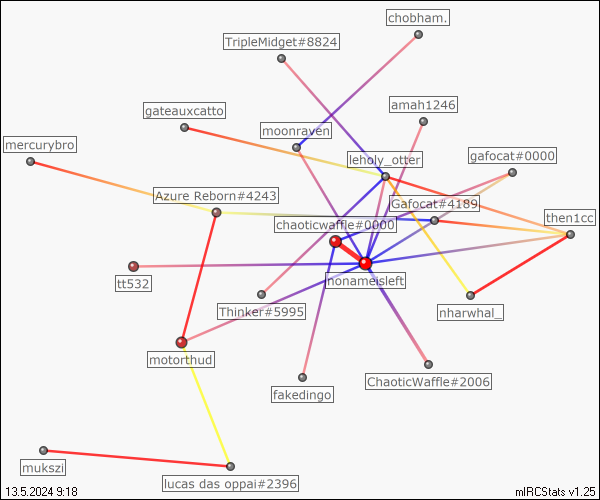 chobham.
TripleMidget#8824
amah1246
gateauxcatto
moonraven
mercurybro
leholy_otter
gafocat#0000
Azure Reborn#4243
Gafocat#4189
chaoticwaffle#0000
then1cc
tt532
nonameisleft
Thinker#5995
nharwhal_
motorthud
ChaoticWaffle#2006
fakedingo
mukszi
lucas das oppai#2396
13.5.2024 9:18
mIRCStats v1.25